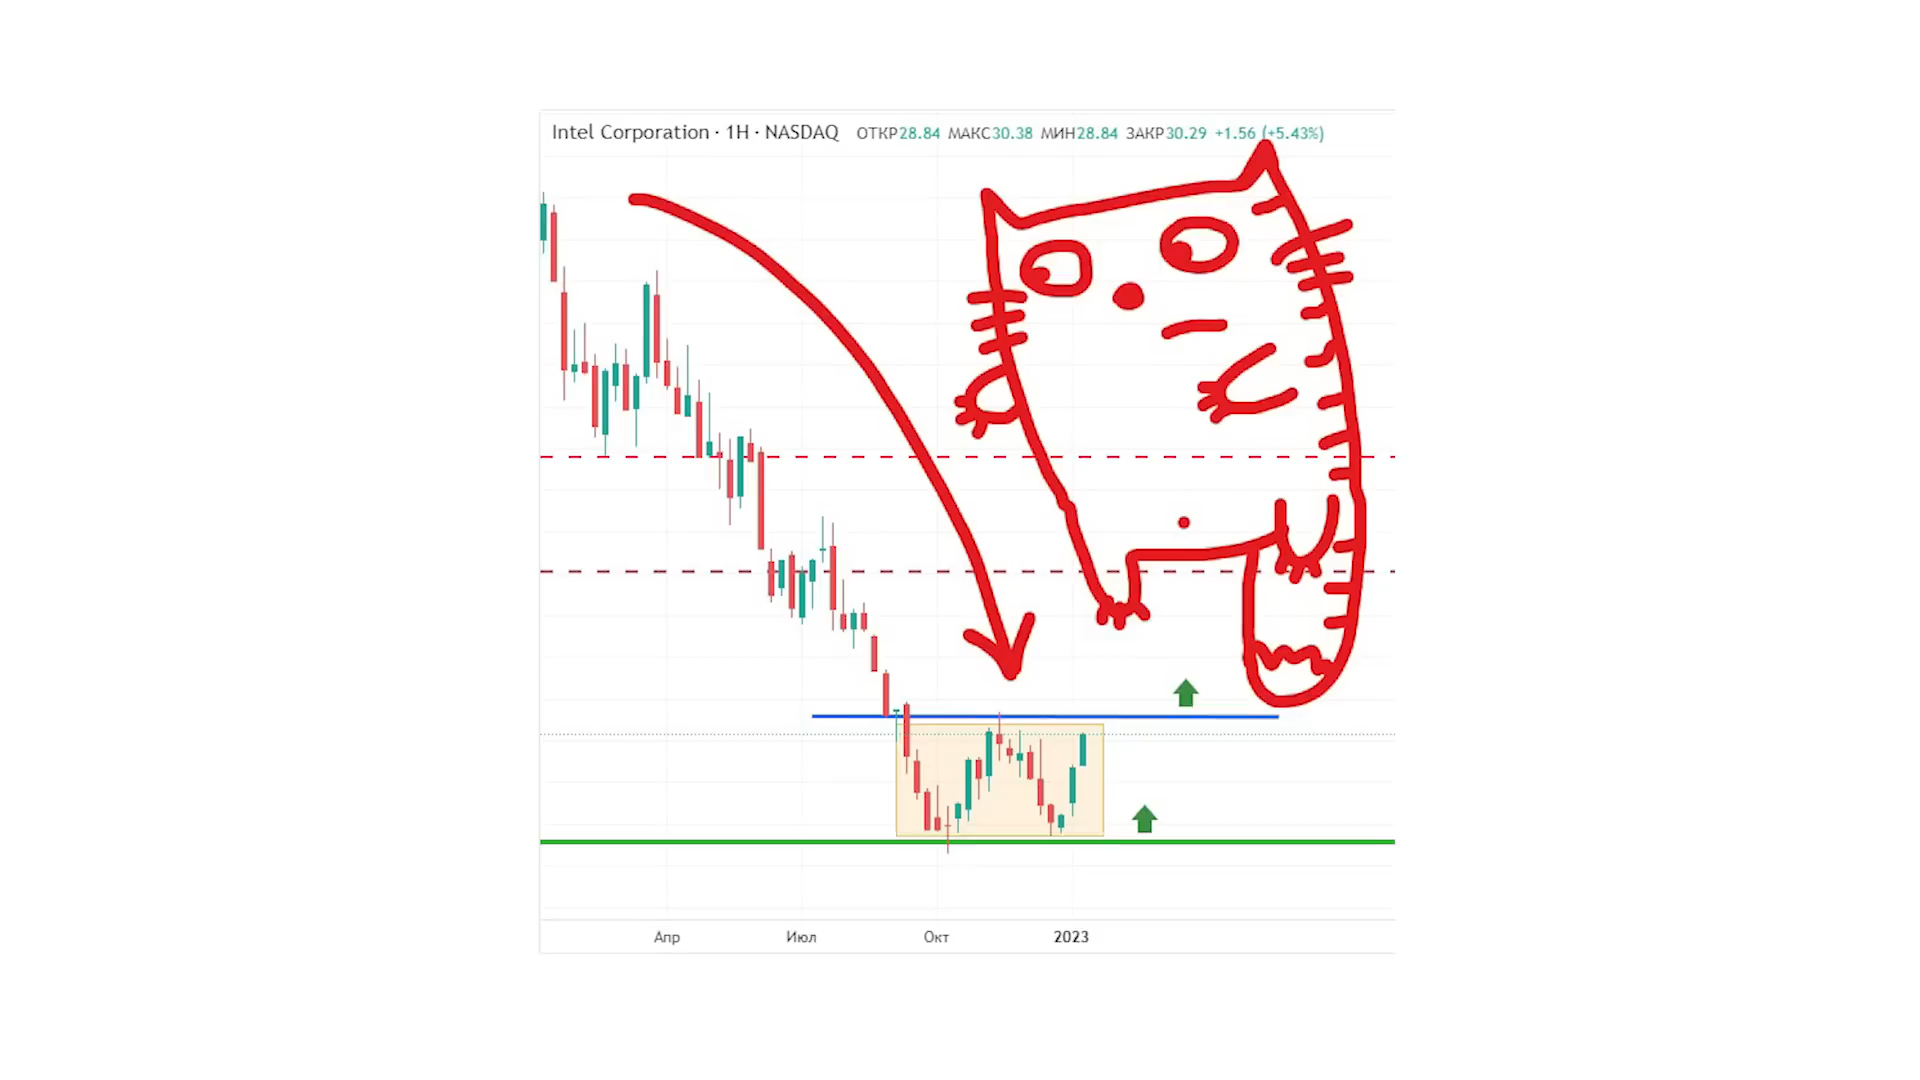 Intel Corporation · 1Н · NASDAQ ОТКР28.84 МАКС30.38 МИН28.84 ЗАКР30.29 +1.56 (+5.43%)
Апр Июл Окт 2023